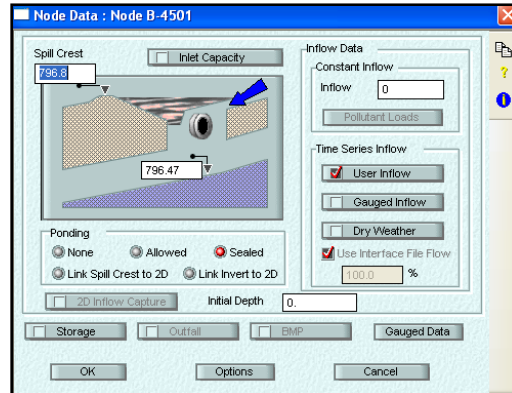 Node Data : Node B-4501
Spill Crest
796.8
Inlet Capacity
796.47
Ponding
None Allowed Sealed
Link Spill Crest to 2D Link Invert to 2D
2D Inflow Capture
Initial Depth 0.
Inflow Data
Constant Inflow
Inflow 0
Pollutant Loads
Time Series Inflow
User Inflow
Gauged Inflow
Dry Weather
Use Interface File Flow
100.0 %
Storage Outfall BMP Gauged Data
OK Options Cancel